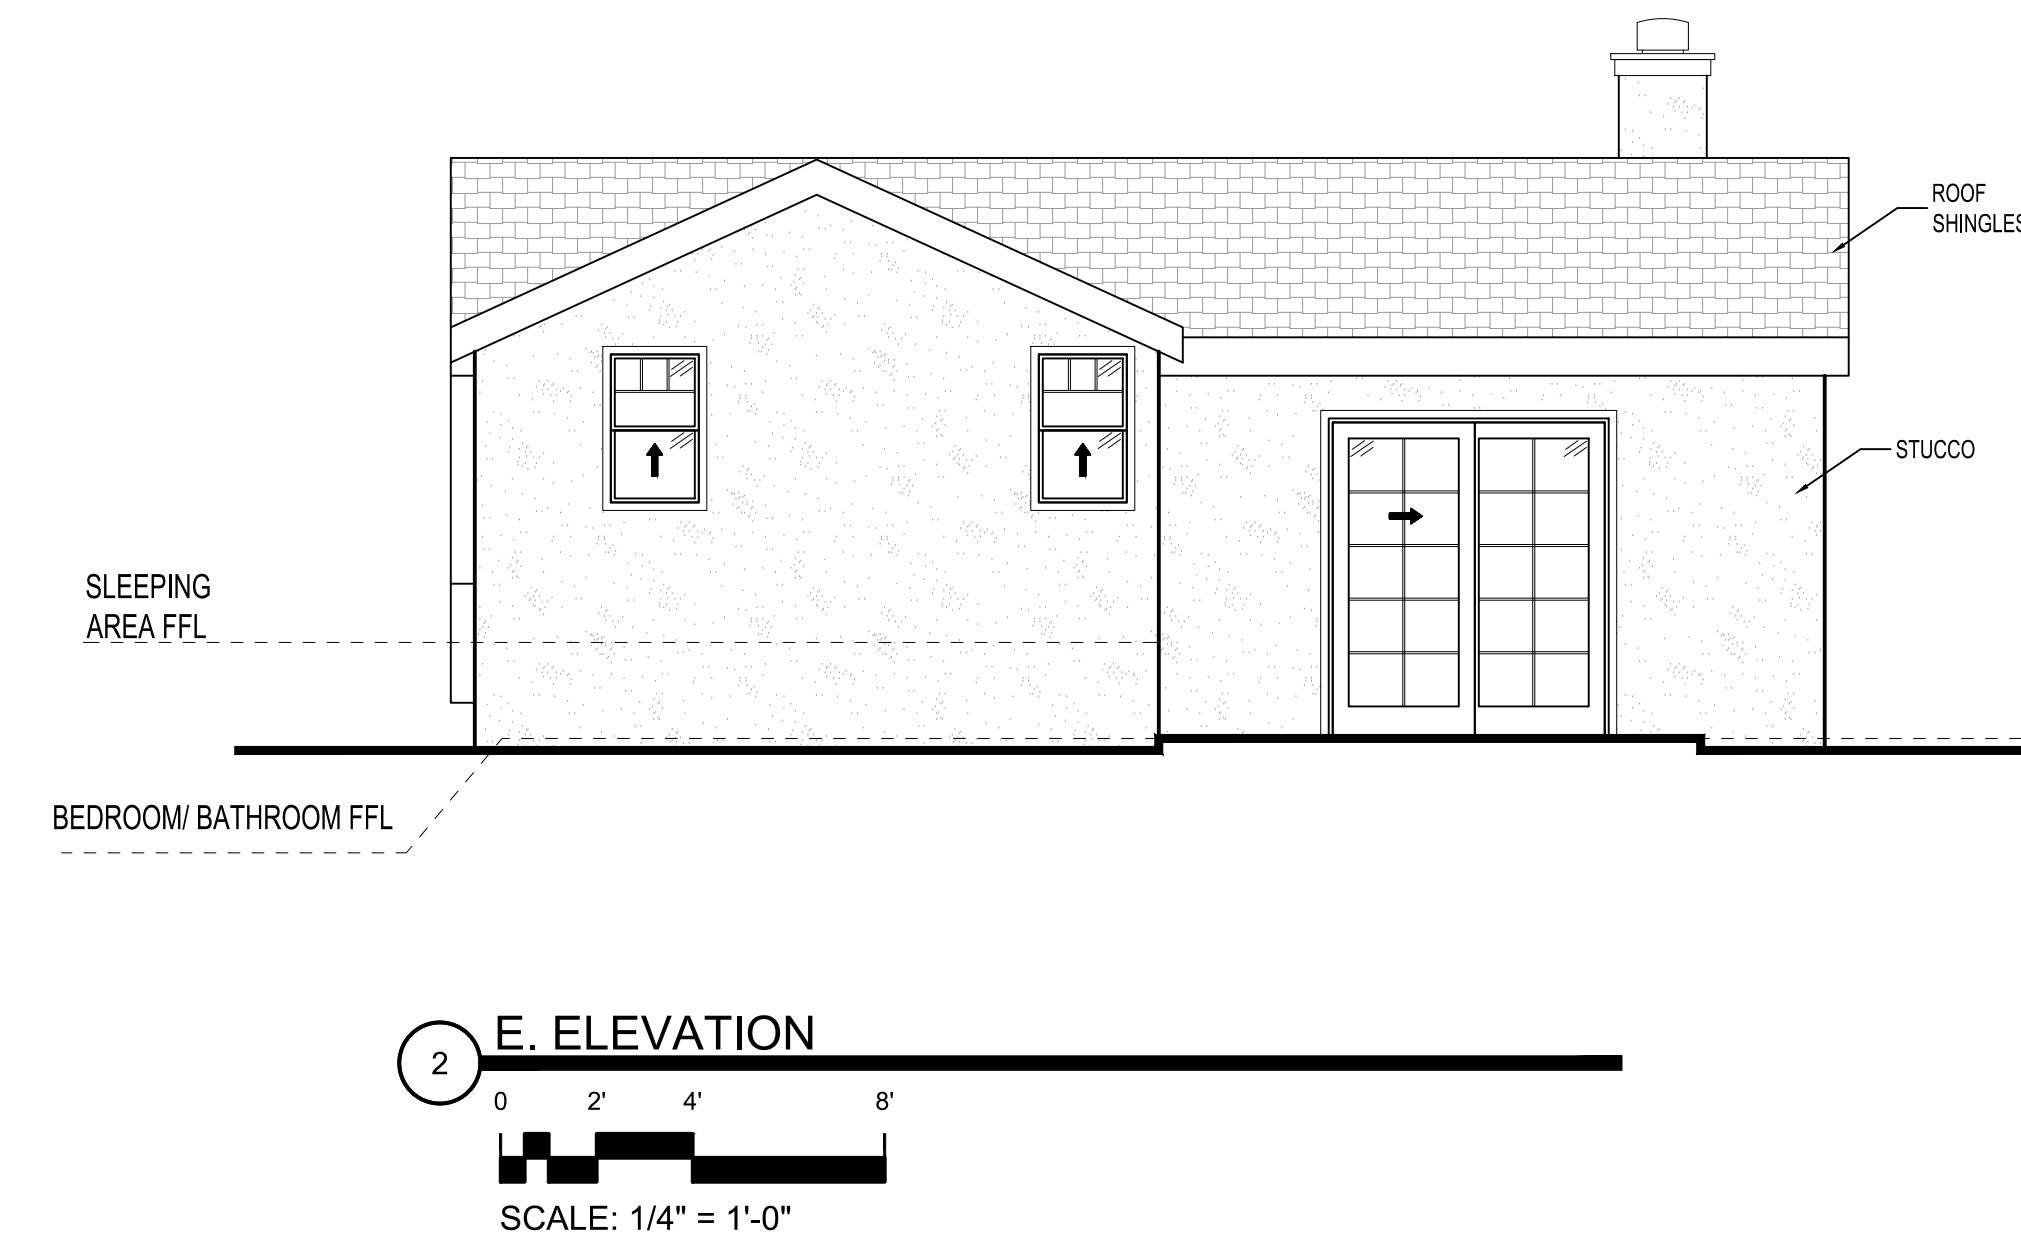 ROOF
SHINGLES
STUCCO
SLEEPING
AREA FFL
BEDROOM/ BATHROOM FFL
2
E. ELEVATION
0 2' 4' 8'
SCALE: 1/4" = 1'-0"